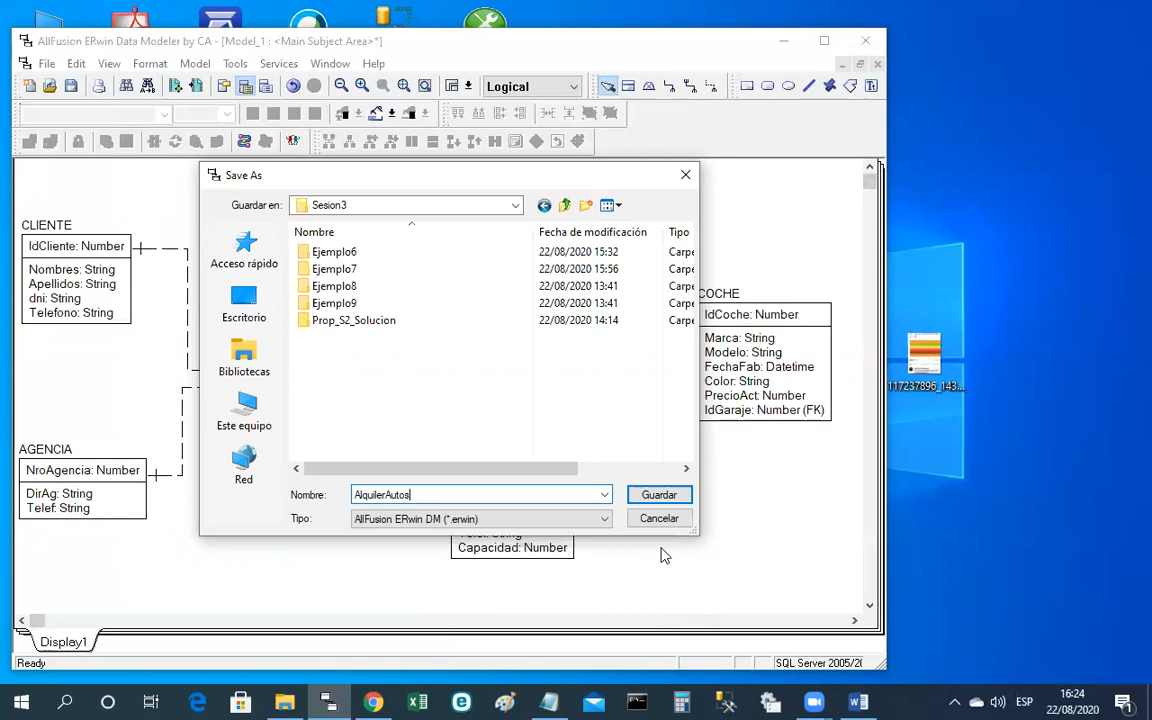 AllFusion ERwin Data Modeler by CA - [Model_1 : <Main Subject Area>*]
File Edit View Format Model Tools Services Window Help
Logical
Save As
Guardar en: Sesion3
Nombre Fecha de modificación Tipo
Ejemplo6 22/08/2020 15:32 Carpe
Ejemplo7 22/08/2020 15:56 Carpe
Ejemplo8 22/08/2020 13:41 Carpe
Ejemplo9 22/08/2020 13:41 Carpe
Prop_S2_Solucion 22/08/2020 14:14 Carpe
Acceso rápido
Escritorio
Bibliotecas
Este equipo
Red
Nombre: AlquilerAutos Guardar
Tipo: AllFusion ERwin DM (*.erwin) Cancelar
CLIENTE
IdCliente: Number
Nombres: String
Apellidos: String
dni: String
Telefono: String
AGENCIA
NroAgencia: Number
DirAg: String
Telef: String
COCHE
IdCoche: Number
Marca: String
Modelo: String
FechaFab: Datetime
Color: String
PrecioAct: Number
IdGaraje: Number (FK)
Capacidad: Number
117237896_143...
Display1
Ready SQL Server 2005/20
ESP 16:24
22/08/2020
1